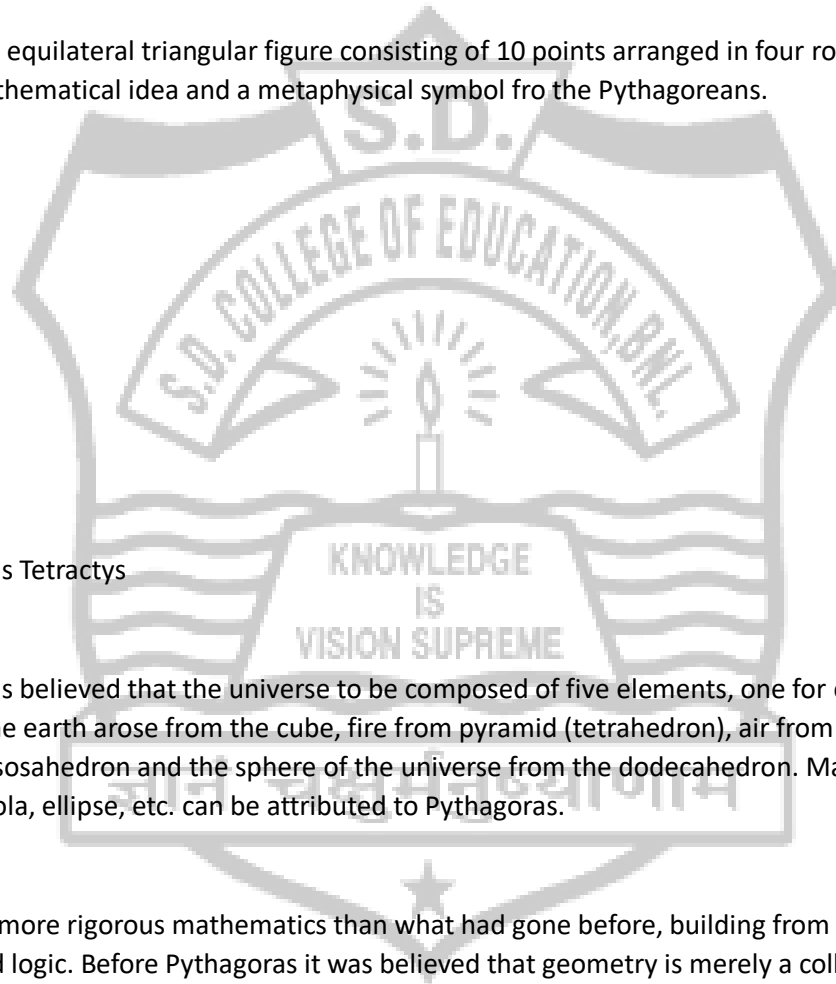 equilateral triangular figure consisting of 10 points arranged in four ro
thematical idea and a metaphysical symbol fro the Pythagoreans.
S.D.
S.D. COLLEGE OF EDUCATION,BNL.
s Tetractys
KNOWLEDGE
IS
VISION SUPREME
s believed that the universe to be composed of five elements, one for
e earth arose from the cube, fire from pyramid (tetrahedron), air from
sosahedron and the sphere of the universe from the dodecahedron. Ma
ola, ellipse, etc. can be attributed to Pythagoras.
more rigorous mathematics than what had gone before, building from
d logic. Before Pythagoras it was believed that geometry is merely a coll